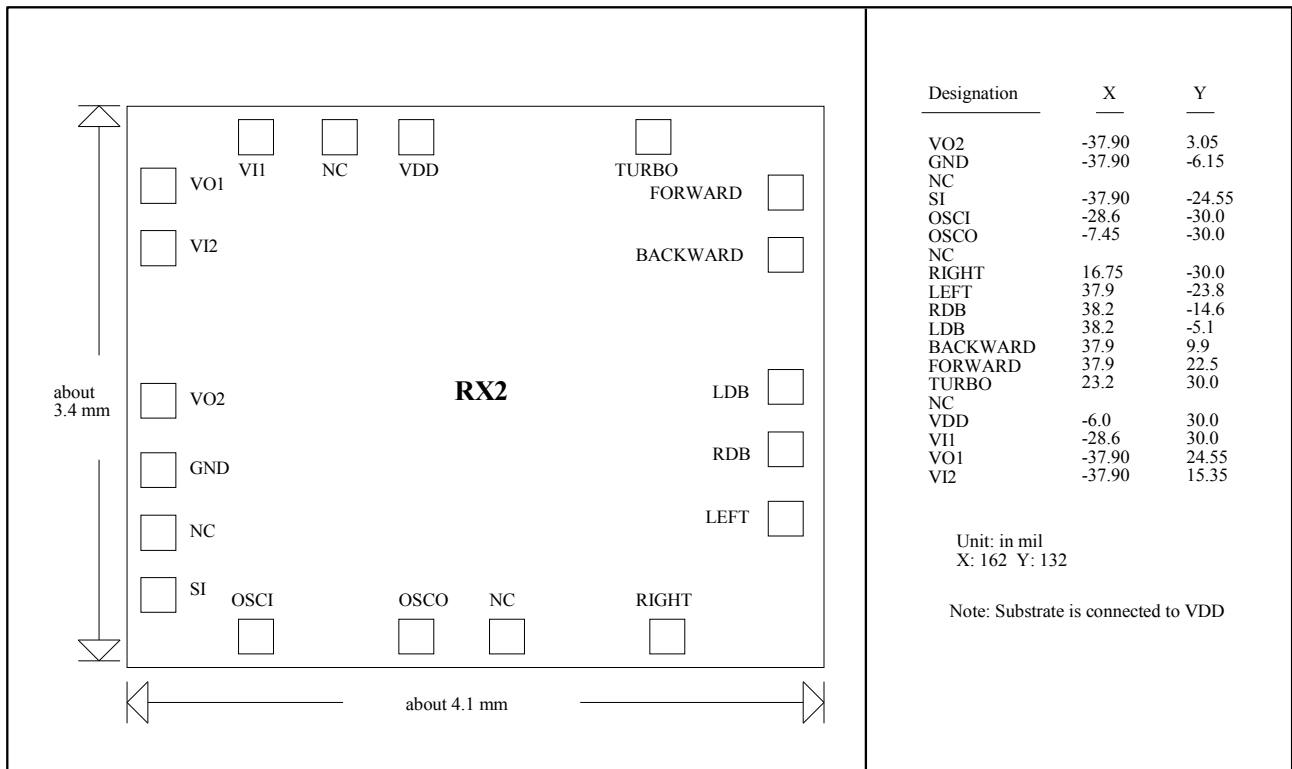 VI1 NC VDD TURBO
VO1 FORWARD
VI2 BACKWARD
about
3.4 mm
VO2 RX2 LDB
GND RDB
NC LEFT
SI
OSCI OSCO NC RIGHT
about 4.1 mm
Designation X Y
VO2 -37.90 3.05
GND -37.90 -6.15
NC
SI -37.90 -24.55
OSCI -28.6 -30.0
OSCO -7.45 -30.0
NC
RIGHT 16.75 -30.0
LEFT 37.9 -23.8
RDB 38.2 -14.6
LDB 38.2 -5.1
BACKWARD 37.9 9.9
FORWARD 37.9 22.5
TURBO 23.2 30.0
NC
VDD -6.0 30.0
VI1 -28.6 30.0
VO1 -37.90 24.55
VI2 -37.90 15.35
Unit: in mil
X: 162 Y: 132
Note: Substrate is connected to VDD